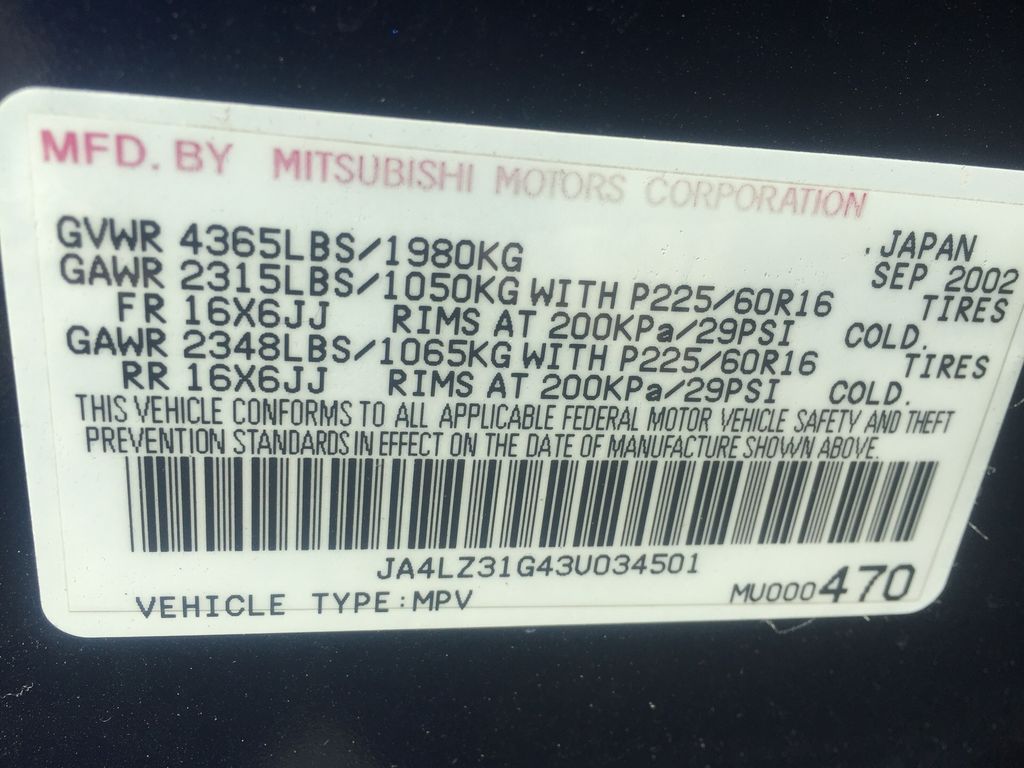 MFD. BY MITSUBISHI MOTORS CORPORATION
GVWR 4365LBS/1980KG .JAPAN
SEP 2002
GAWR 2315LBS/1050KG WITH P225/60R16 TIRES
FR 16X6JJ RIMS AT 200KPa/29PSI COLD.
GAWR 2348LBS/1065KG WITH P225/60R16 TIRES
RR 16X6JJ RIMS AT 200KPa/29PSI COLD.
THIS VEHICLE CONFORMS TO ALL APPLICABLE FEDERAL MOTOR VEHICLE SAFETY AND THEFT
PREVENTION STANDARDS IN EFFECT ON THE DATE OF MANUFACTURE SHOWN ABOVE.
JA4LZ31G43U034501
VEHICLE TYPE:MPV MU000470